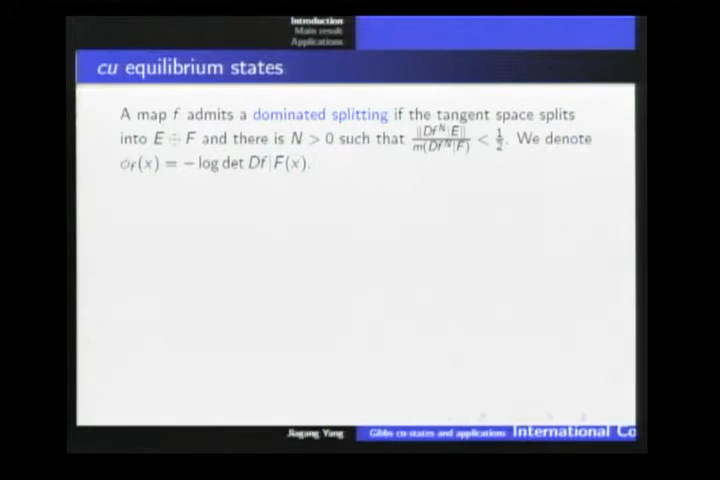 Introduction
Main result
Applications
cu equilibrium states
A map f admits a dominated splitting if the tangent space splits
into E ⊕ F and there is N > 0 such that ‖Df^N|E‖ / m(Df^N|F) < 1/2. We denote
ϕ_f(x) = − log det Df|F(x).
Jiagang Yang
Gibbs cu-states and applications
International Co